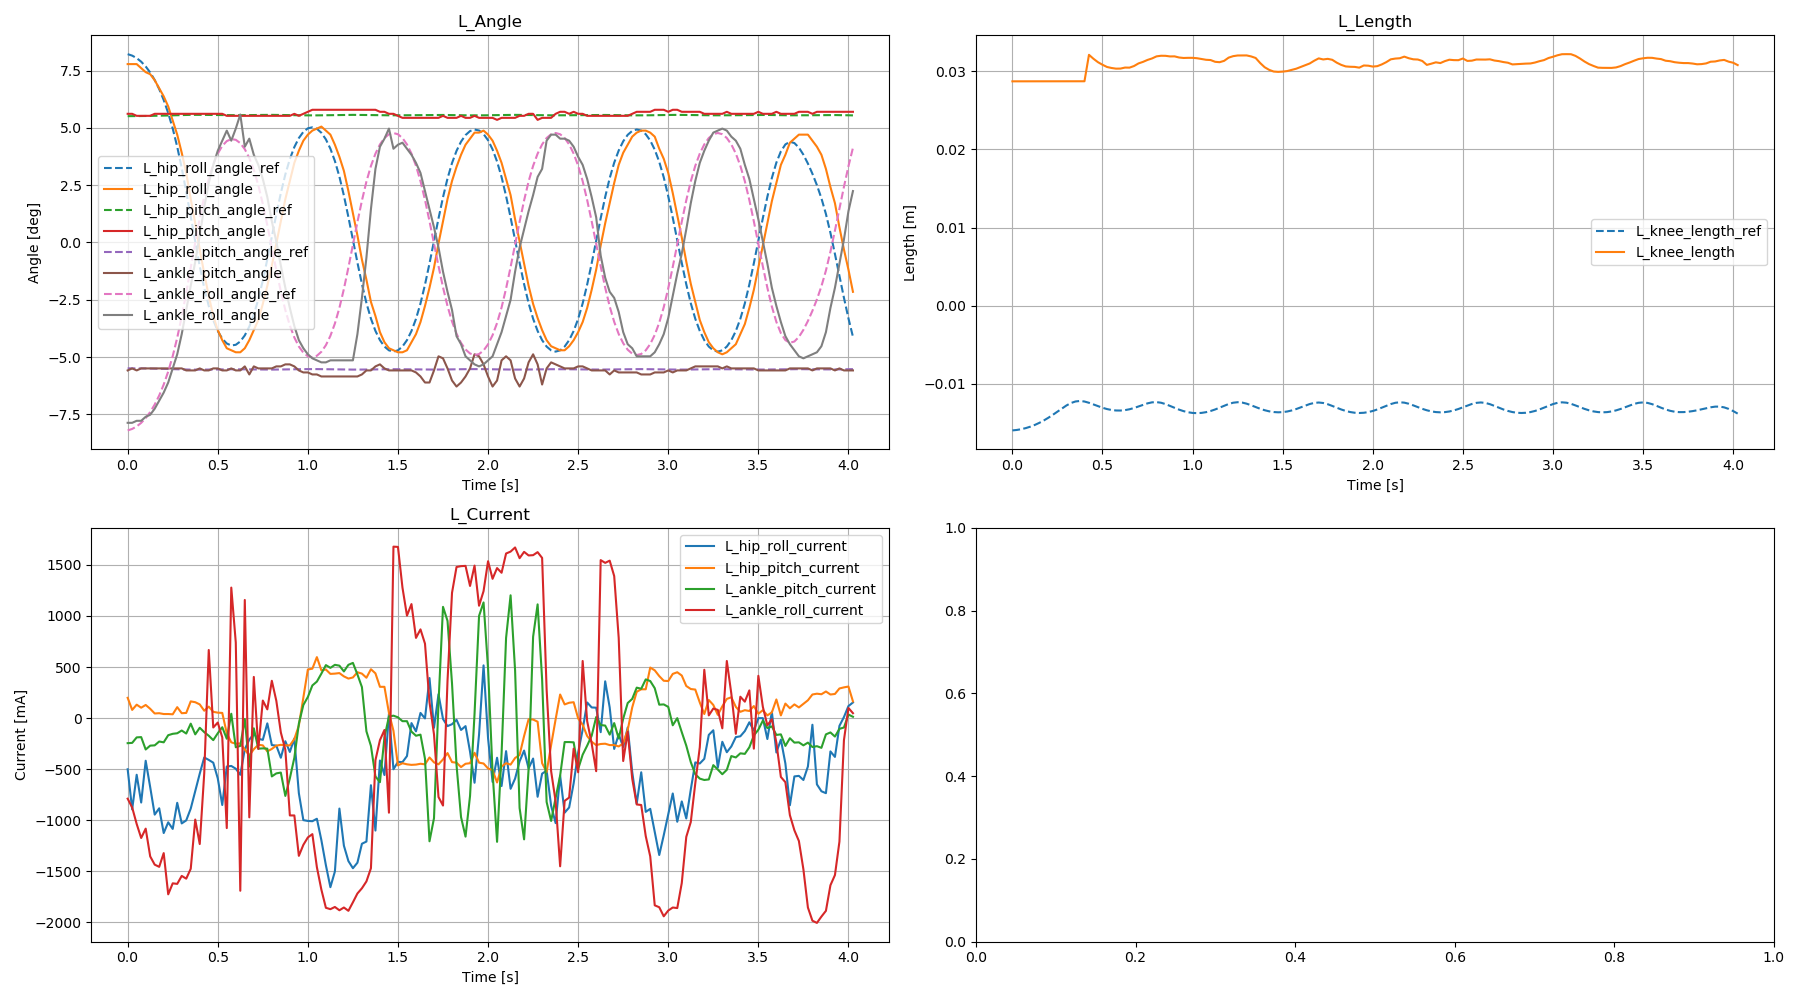 L_Angle
7.5
5.0
2.5
0.0
−2.5
−5.0
−7.5
Angle [deg]
L_hip_roll_angle_ref
L_hip_roll_angle
L_hip_pitch_angle_ref
L_hip_pitch_angle
L_ankle_pitch_angle_ref
L_ankle_pitch_angle
L_ankle_roll_angle_ref
L_ankle_roll_angle
0.0 0.5 1.0 1.5 2.0 2.5 3.0 3.5 4.0
Time [s]
L_Length
0.03
0.02
0.01
0.00
−0.01
Length [m]
L_knee_length_ref
L_knee_length
0.0 0.5 1.0 1.5 2.0 2.5 3.0 3.5 4.0
Time [s]
L_Current
1500
1000
500
0
−500
−1000
−1500
−2000
Current [mA]
L_hip_roll_current
L_hip_pitch_current
L_ankle_pitch_current
L_ankle_roll_current
0.0 0.5 1.0 1.5 2.0 2.5 3.0 3.5 4.0
Time [s]
1.0
0.8
0.6
0.4
0.2
0.0
0.0 0.2 0.4 0.6 0.8 1.0